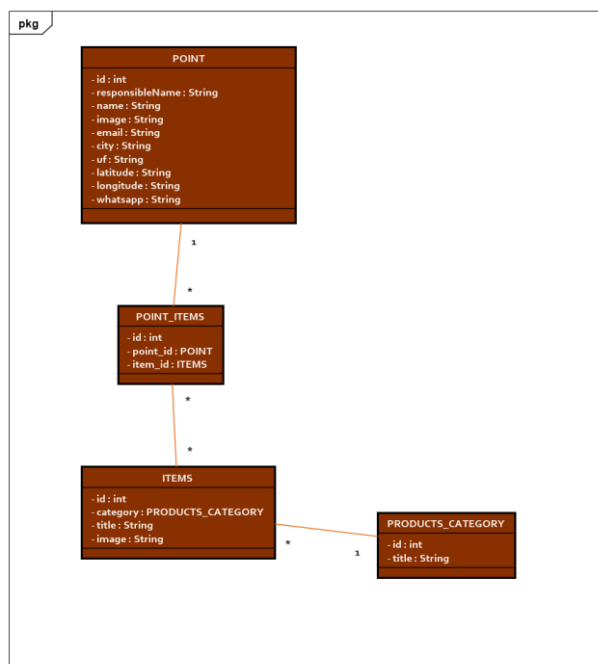 pkg
POINT
- id : int
- responsibleName : String
- name : String
- image : String
- email : String
- city : String
- uf : String
- latitude : String
- longitude : String
- whatsapp : String
1
*
POINT_ITEMS
- id : int
- point_id : POINT
- item_id : ITEMS
*
*
ITEMS
- id : int
- category : PRODUCTS_CATEGORY
- title : String
- image : String
*
1
PRODUCTS_CATEGORY
- id : int
- title : String